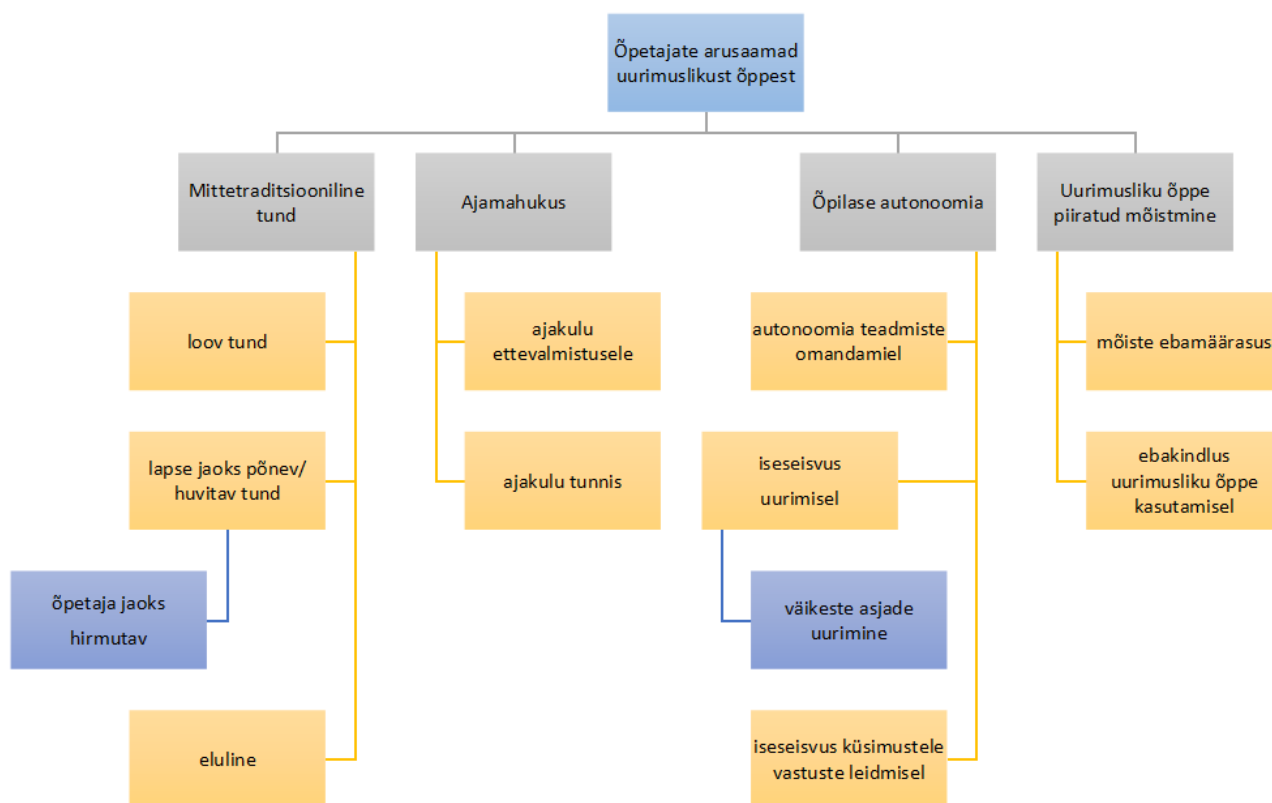 Õpetajate arusaamad
uurimuslikust õppest
Mittetraditsiooniline
tund
Ajamahukus
Õpilase autonoomia
Uurimusliku õppe
piiratud mõistmine
loov tund
ajakulu
ettevalmistusele
autonoomia teadmiste
omandamiel
mõiste ebamäärasus
lapse jaoks põnev/
huvitav tund
ajakulu tunnis
iseseisvus
uurimisel
ebakindlus
uurimusliku õppe
kasutamisel
õpetaja jaoks
hirmutav
väikeste asjade
uurimine
eluline
iseseisvus küsimustele
vastuste leidmisel